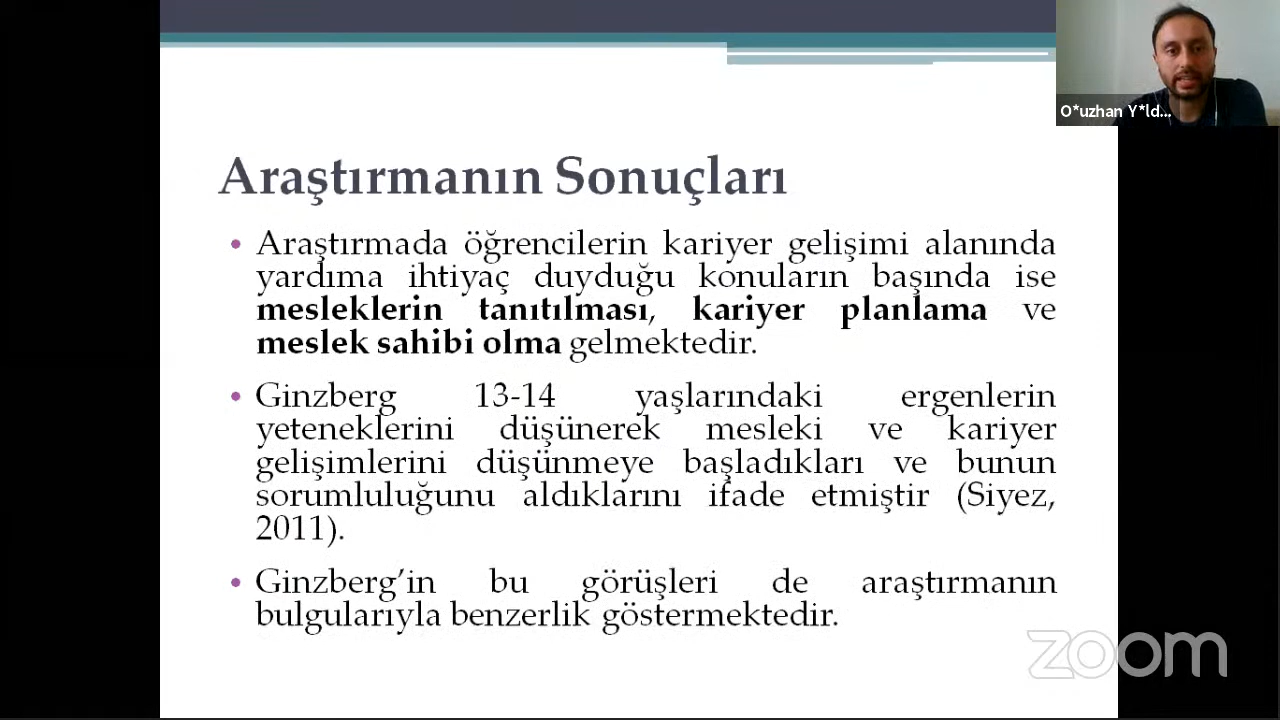 O*uzhan Y*ld...
Araştırmanın Sonuçları
• Araştırmada öğrencilerin kariyer gelişimi alanında
yardıma ihtiyaç duyduğu konuların başında ise
mesleklerin tanıtılması, kariyer planlama ve
meslek sahibi olma gelmektedir.
• Ginzberg 13-14 yaşlarındaki ergenlerin
yeteneklerini düşünerek mesleki ve kariyer
gelişimlerini düşünmeye başladıkları ve bunun
sorumluluğunu aldıklarını ifade etmiştir (Siyez,
2011).
• Ginzberg’in bu görüşleri de araştırmanın
bulgularıyla benzerlik göstermektedir.
zoom